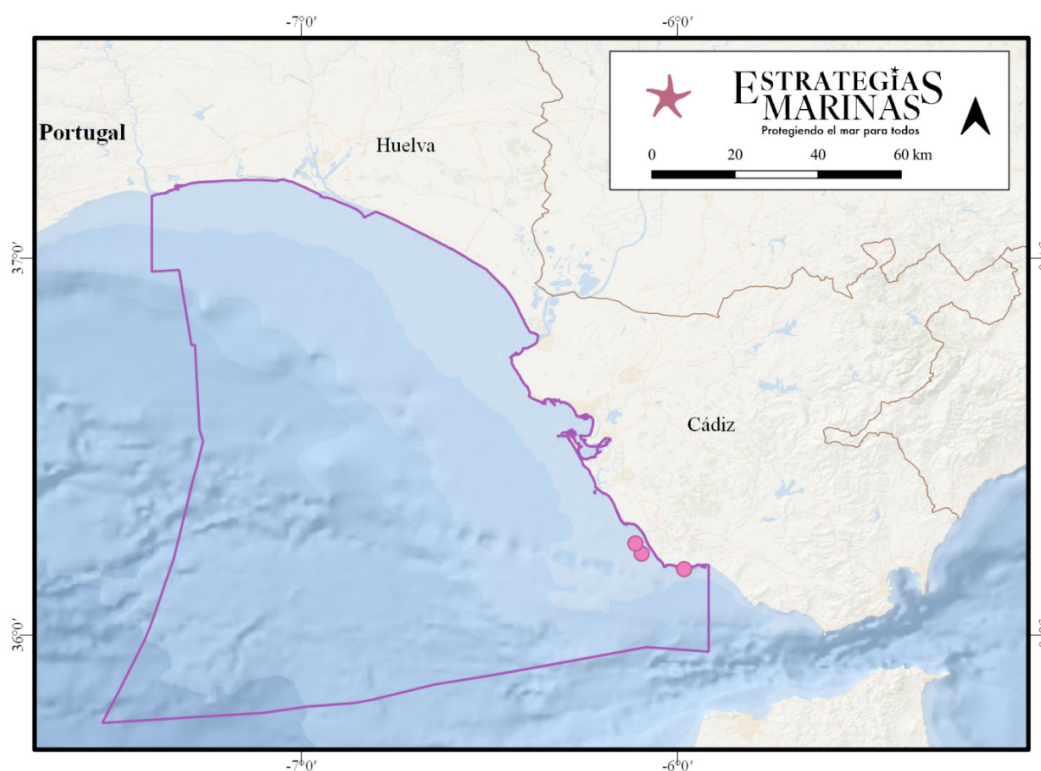 -7°0'
-6°0'
ESTRATEGIAS
MARINAS
Protegiendo el mar para todos
0 20 40 60 km
Portugal
Huelva
37°0'
Cádiz
36°0'
-7°0'
-6°0'